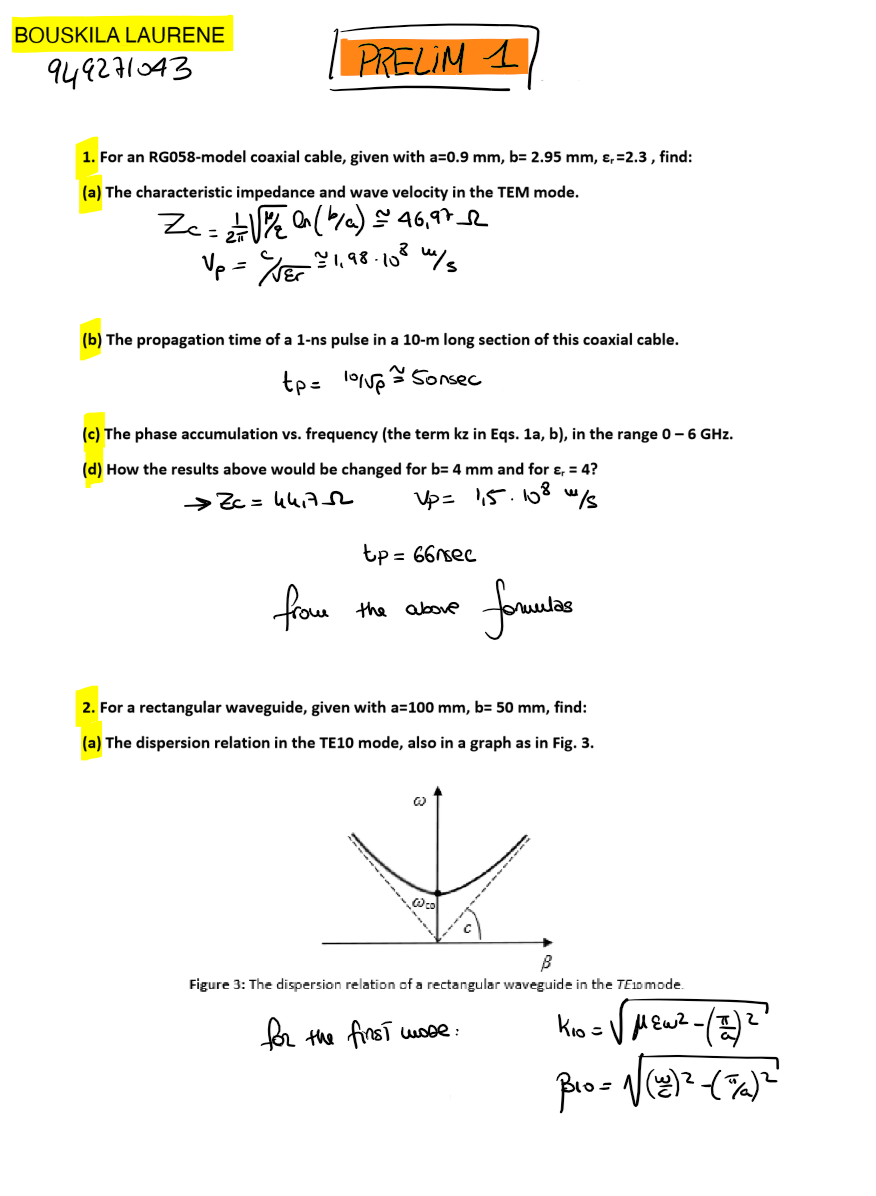 BOUSKILA LAURENE
949271043
PRELIM 1
1. For an RG058-model coaxial cable, given with a=0.9 mm, b= 2.95 mm, εr =2.3 , find:
(a) The characteristic impedance and wave velocity in the TEM mode.
Zc = 1/2π √μ/ε ln(b/a) ≅ 46,97 Ω
Vp = c/√εr ≅ 1,98 · 10⁸ m/s
(b) The propagation time of a 1-ns pulse in a 10-m long section of this coaxial cable.
tp = 10/Vp ≅ 50nsec
(c) The phase accumulation vs. frequency (the term kz in Eqs. 1a, b), in the range 0 – 6 GHz.
(d) How the results above would be changed for b= 4 mm and for εr = 4?
→ Zc = 44,7 Ω Vp = 1,5 · 10⁸ m/s
tp = 66nsec
from the above formulas
2. For a rectangular waveguide, given with a=100 mm, b= 50 mm, find:
(a) The dispersion relation in the TE10 mode, also in a graph as in Fig. 3.
ω
ωco
c
β
Figure 3: The dispersion relation of a rectangular waveguide in the TE10 mode.
for the first mode: K10 = √με ω² - (π/a)²
β10 = √(ω/c)² - (π/a)²